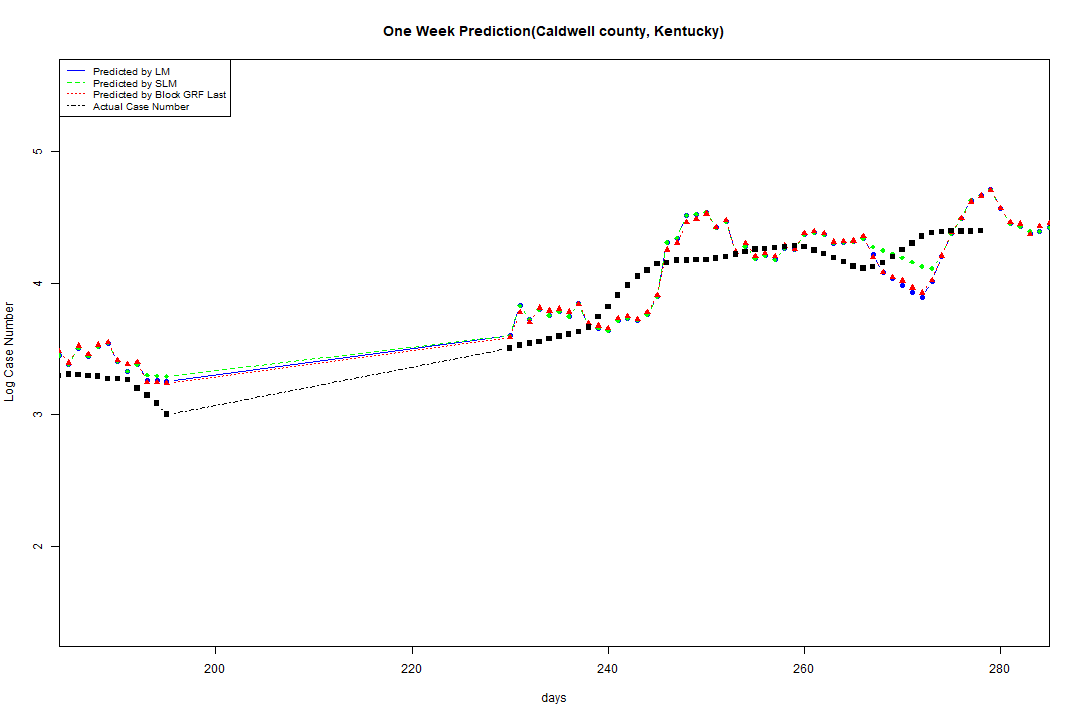 One Week Prediction(Caldwell county, Kentucky)
Predicted by LM
Predicted by SLM
Predicted by Block GRF Last
Actual Case Number
5
4
3
2
Log Case Number
200 220 240 260 280
days